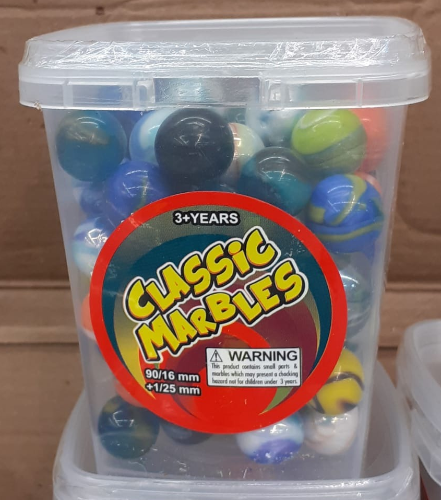 3+YEARS
CLASSIC
MARBLES
90/16 mm
+1/25 mm
WARNING
This product contains small parts &
marbles which may present a chocking
hazard not for children under 3 years